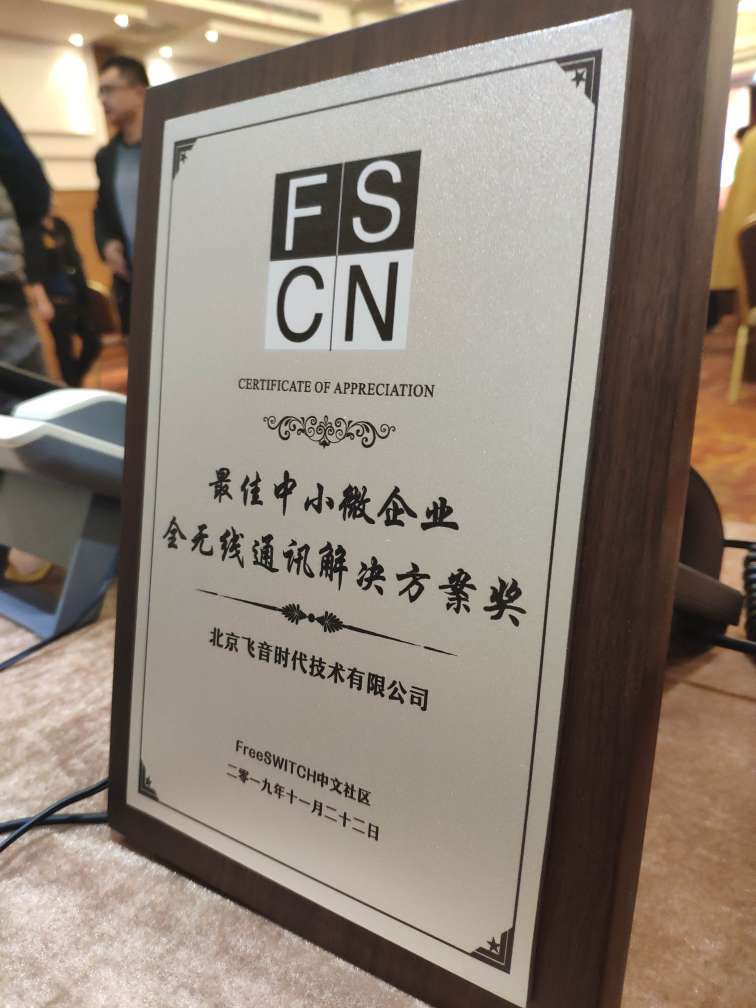 FS
CN
CERTIFICATE OF APPRECIATION
最佳中小微企业
全无线通讯解决方案奖
北京飞音时代技术有限公司
FreeSWITCH中文社区
二零一九年十一月二十二日